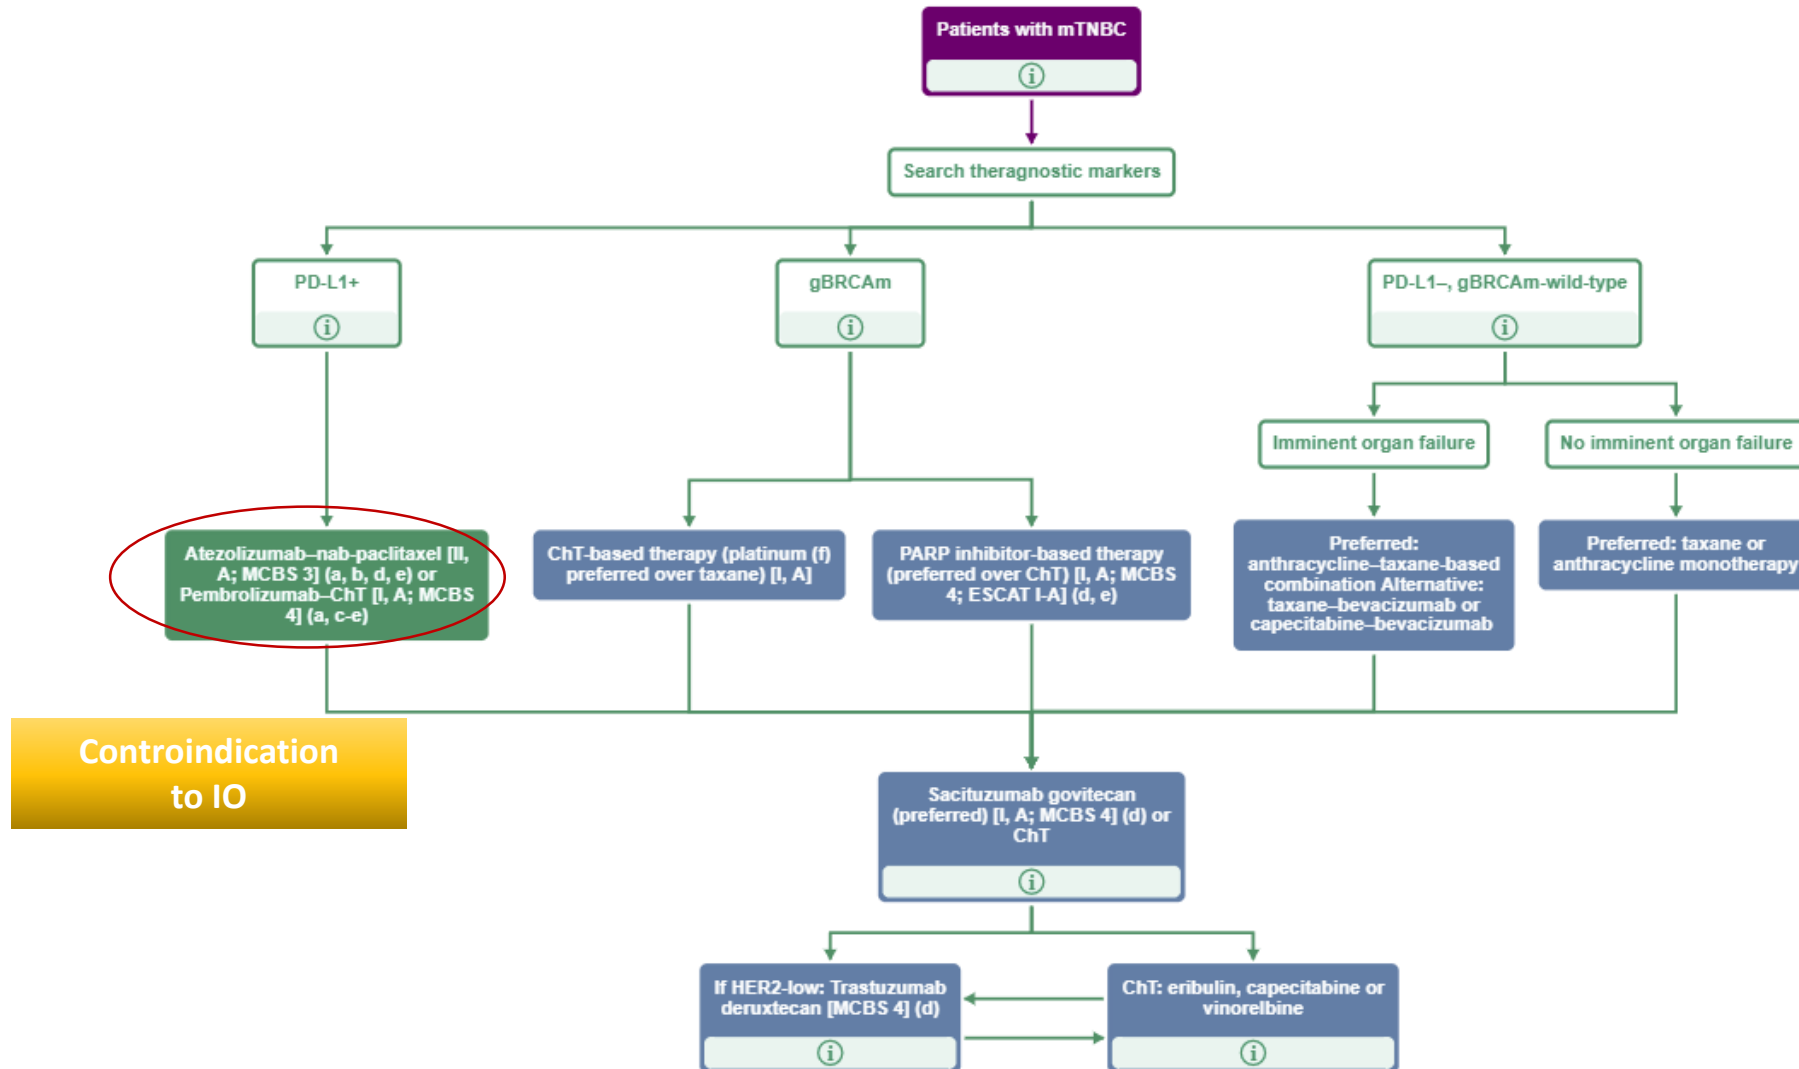 Patients with mTNBC
Search theragnostic markers
PD-L1+
gBRCAm
PD-L1–, gBRCAm-wild-type
Imminent organ failure
No imminent organ failure
Atezolizumab–nab-paclitaxel [II,
A; MCBS 3] (a, b, d, e) or
Pembrolizumab–ChT [I, A; MCBS
4] (a, c-e)
ChT-based therapy (platinum (f)
preferred over taxane) [I, A]
PARP inhibitor-based therapy
(preferred over ChT) [I, A; MCBS
4; ESCAT I-A] (d, e)
Preferred:
anthracycline–taxane-based
combination Alternative:
taxane–bevacizumab or
capecitabine–bevacizumab
Preferred: taxane or
anthracycline monotherapy
Controindication
to IO
Sacituzumab govitecan
(preferred) [I, A; MCBS 4] (d) or
ChT
If HER2-low: Trastuzumab
deruxtecan [MCBS 4] (d)
ChT: eribulin, capecitabine or
vinorelbine